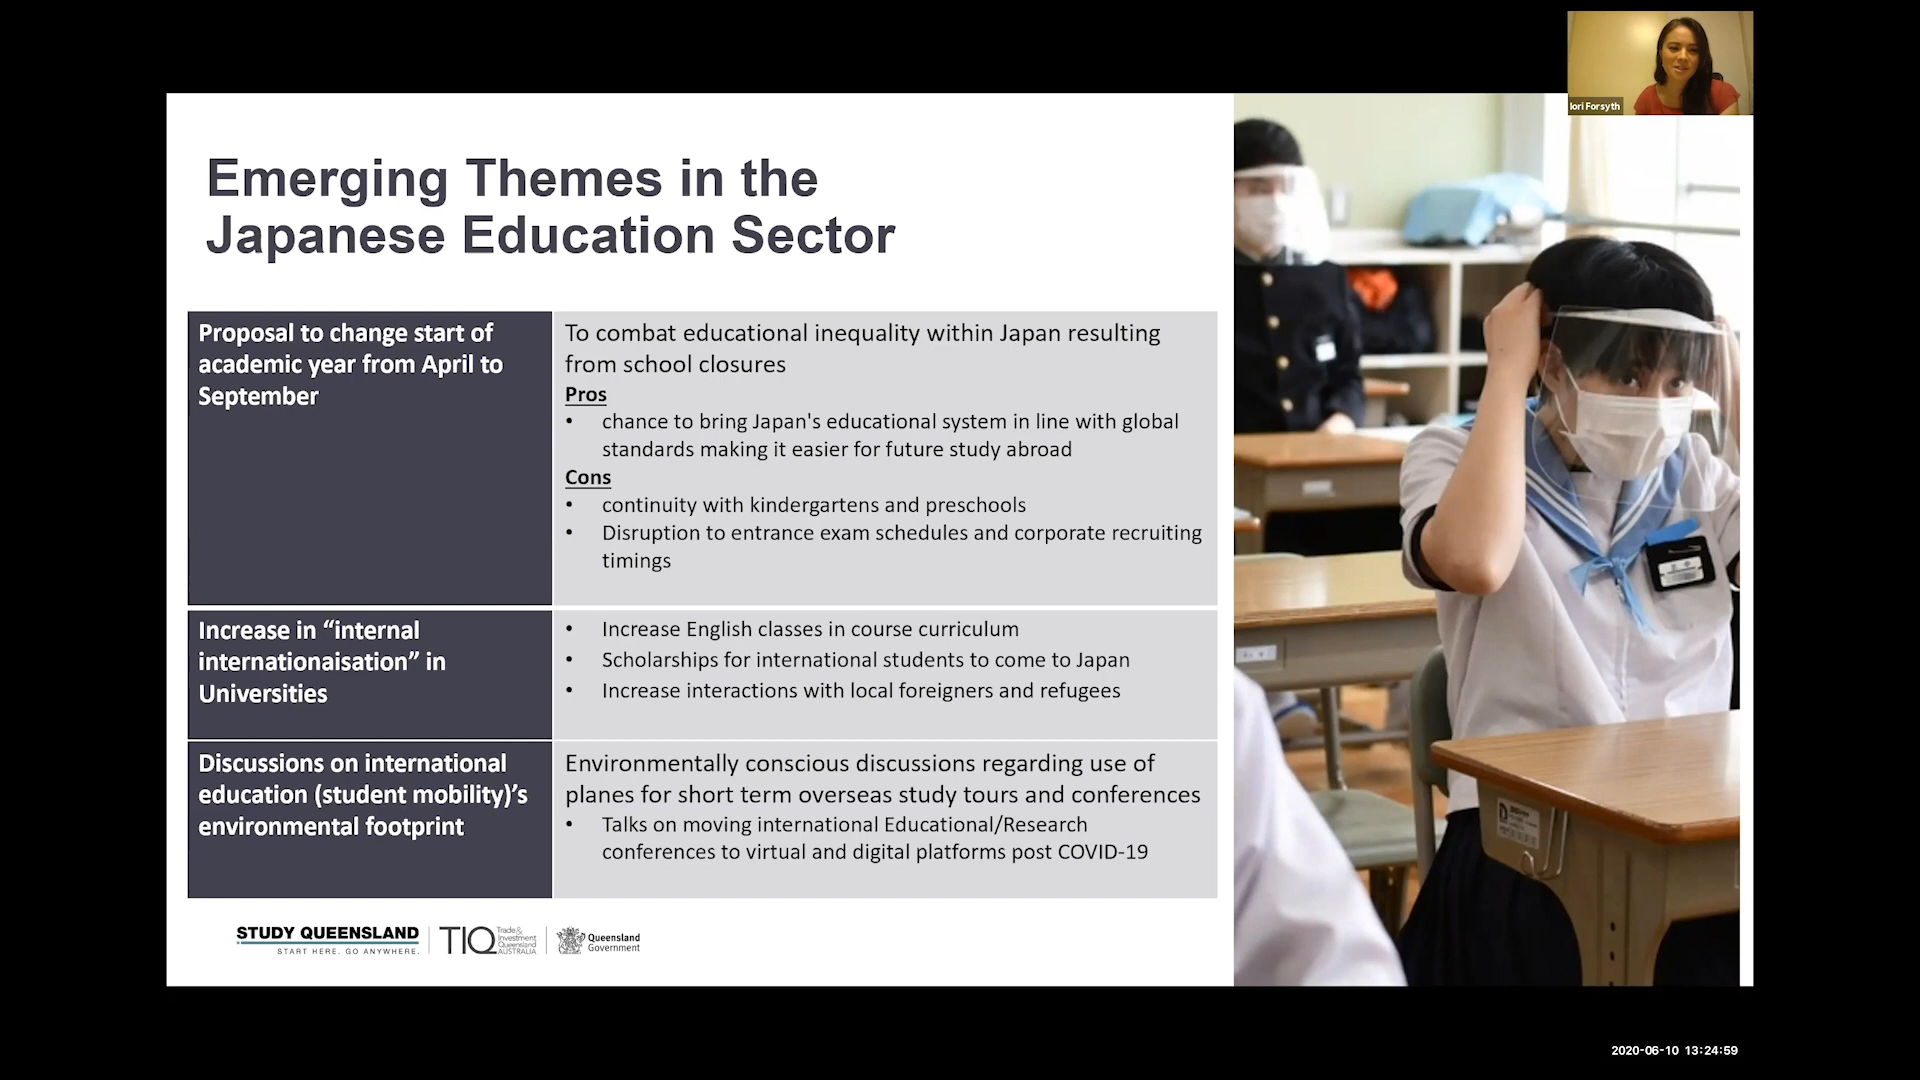 Iori Forsyth
Emerging Themes in the
Japanese Education Sector
Proposal to change start of
academic year from April to
September
To combat educational inequality within Japan resulting
from school closures
Pros
• chance to bring Japan's educational system in line with global
standards making it easier for future study abroad
Cons
• continuity with kindergartens and preschools
• Disruption to entrance exam schedules and corporate recruiting
timings
Increase in “internal
internationaisation” in
Universities
• Increase English classes in course curriculum
• Scholarships for international students to come to Japan
• Increase interactions with local foreigners and refugees
Discussions on international
education (student mobility)’s
environmental footprint
Environmentally conscious discussions regarding use of
planes for short term overseas study tours and conferences
• Talks on moving international Educational/Research
conferences to virtual and digital platforms post COVID-19
STUDY QUEENSLAND
START HERE. GO ANYWHERE.
TIQ
Trade &
Investment
Queensland
AUSTRALIA
Queensland
Government
2020-06-10 13:24:59